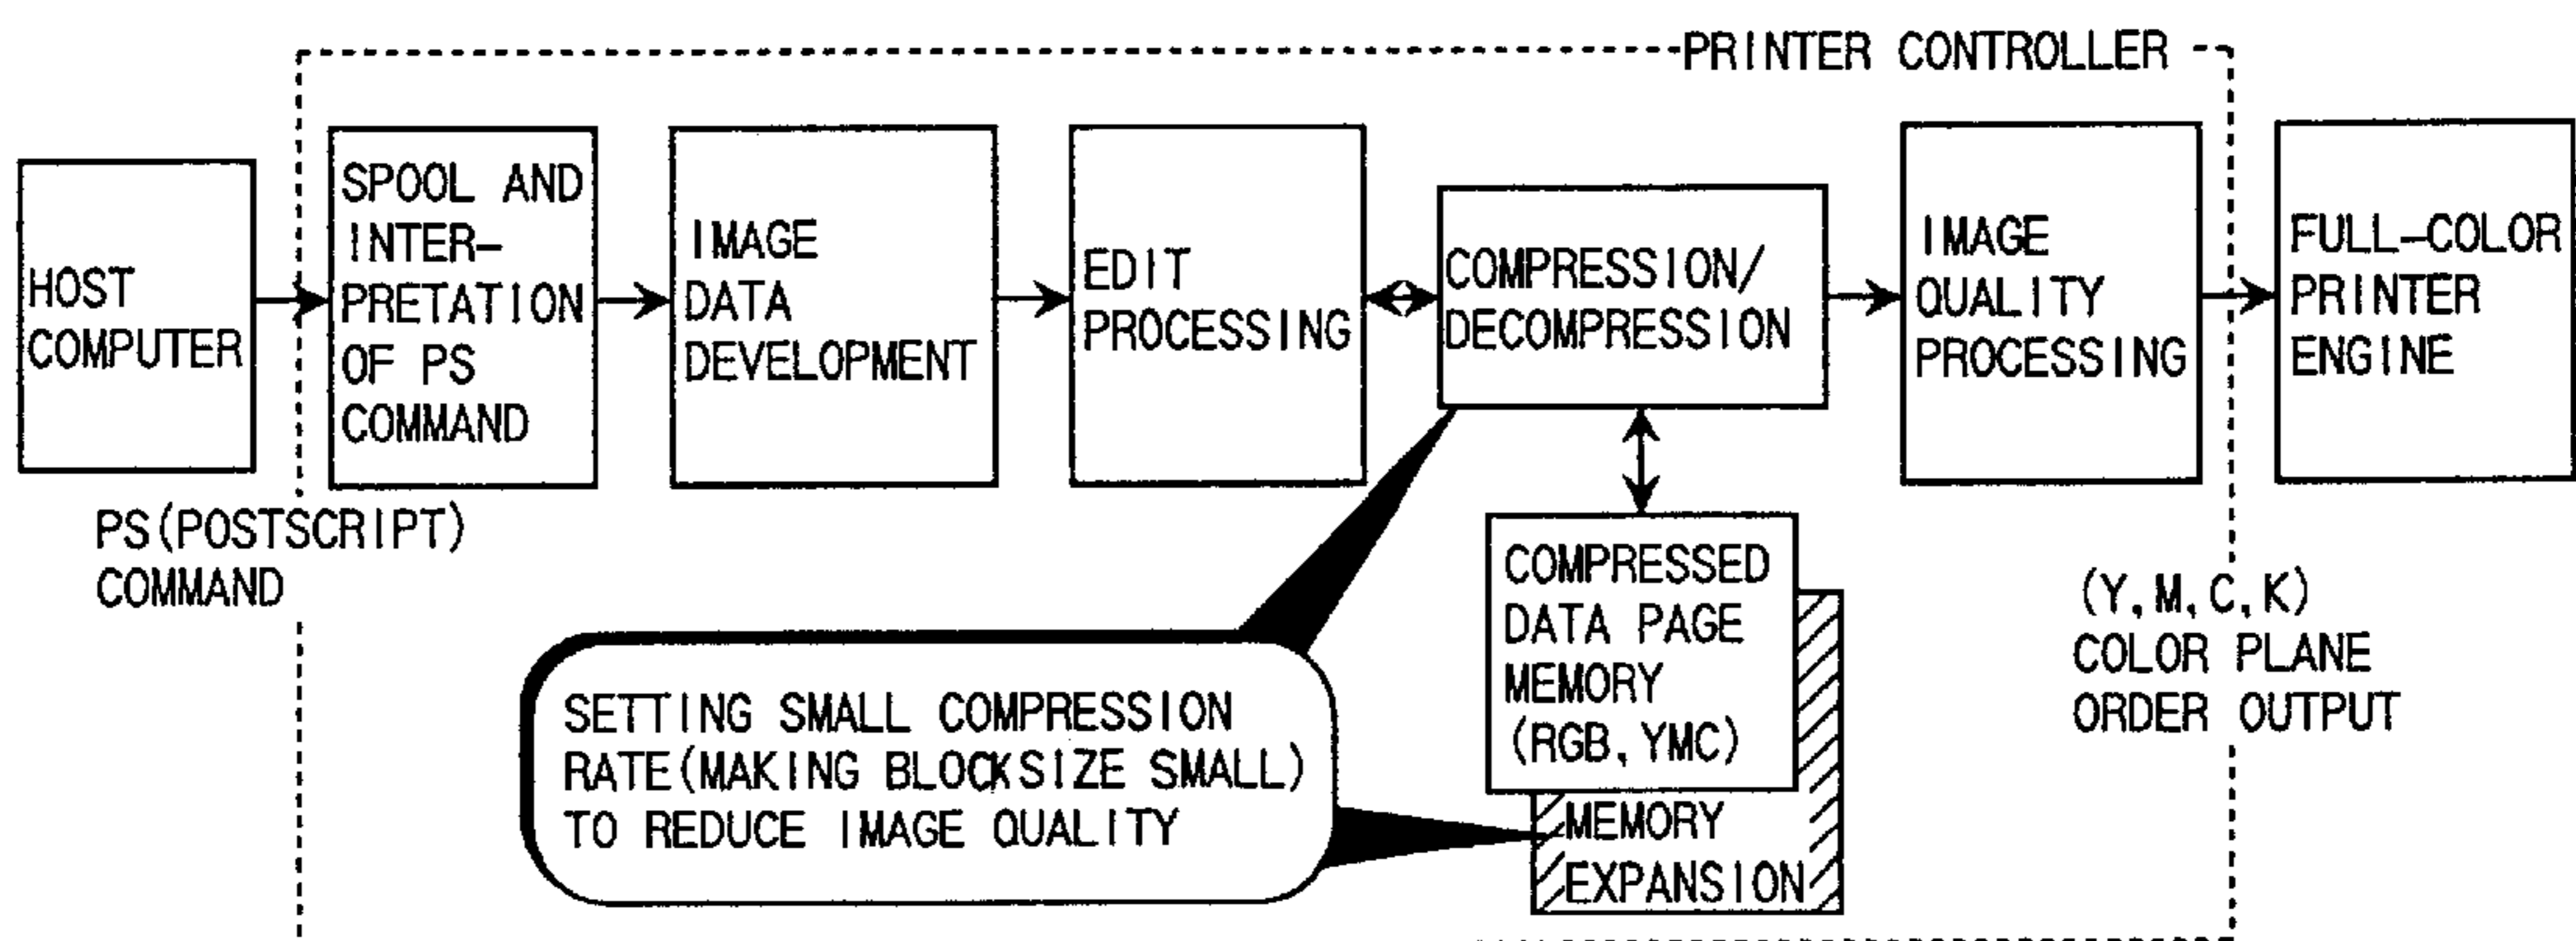 PRINTER CONTROLLER
HOST
COMPUTER
SPOOL AND
INTER-
PRETATION
OF PS
COMMAND
IMAGE
DATA
DEVELOPMENT
EDIT
PROCESSING
COMPRESSION/
DECOMPRESSION
IMAGE
QUALITY
PROCESSING
FULL-COLOR
PRINTER
ENGINE
PS(POSTSCRIPT)
COMMAND
COMPRESSED
DATA PAGE
MEMORY
(RGB, YMC)
MEMORY
EXPANSION
(Y, M, C, K)
COLOR PLANE
ORDER OUTPUT
SETTING SMALL COMPRESSION
RATE(MAKING BLOCKSIZE SMALL)
TO REDUCE IMAGE QUALITY